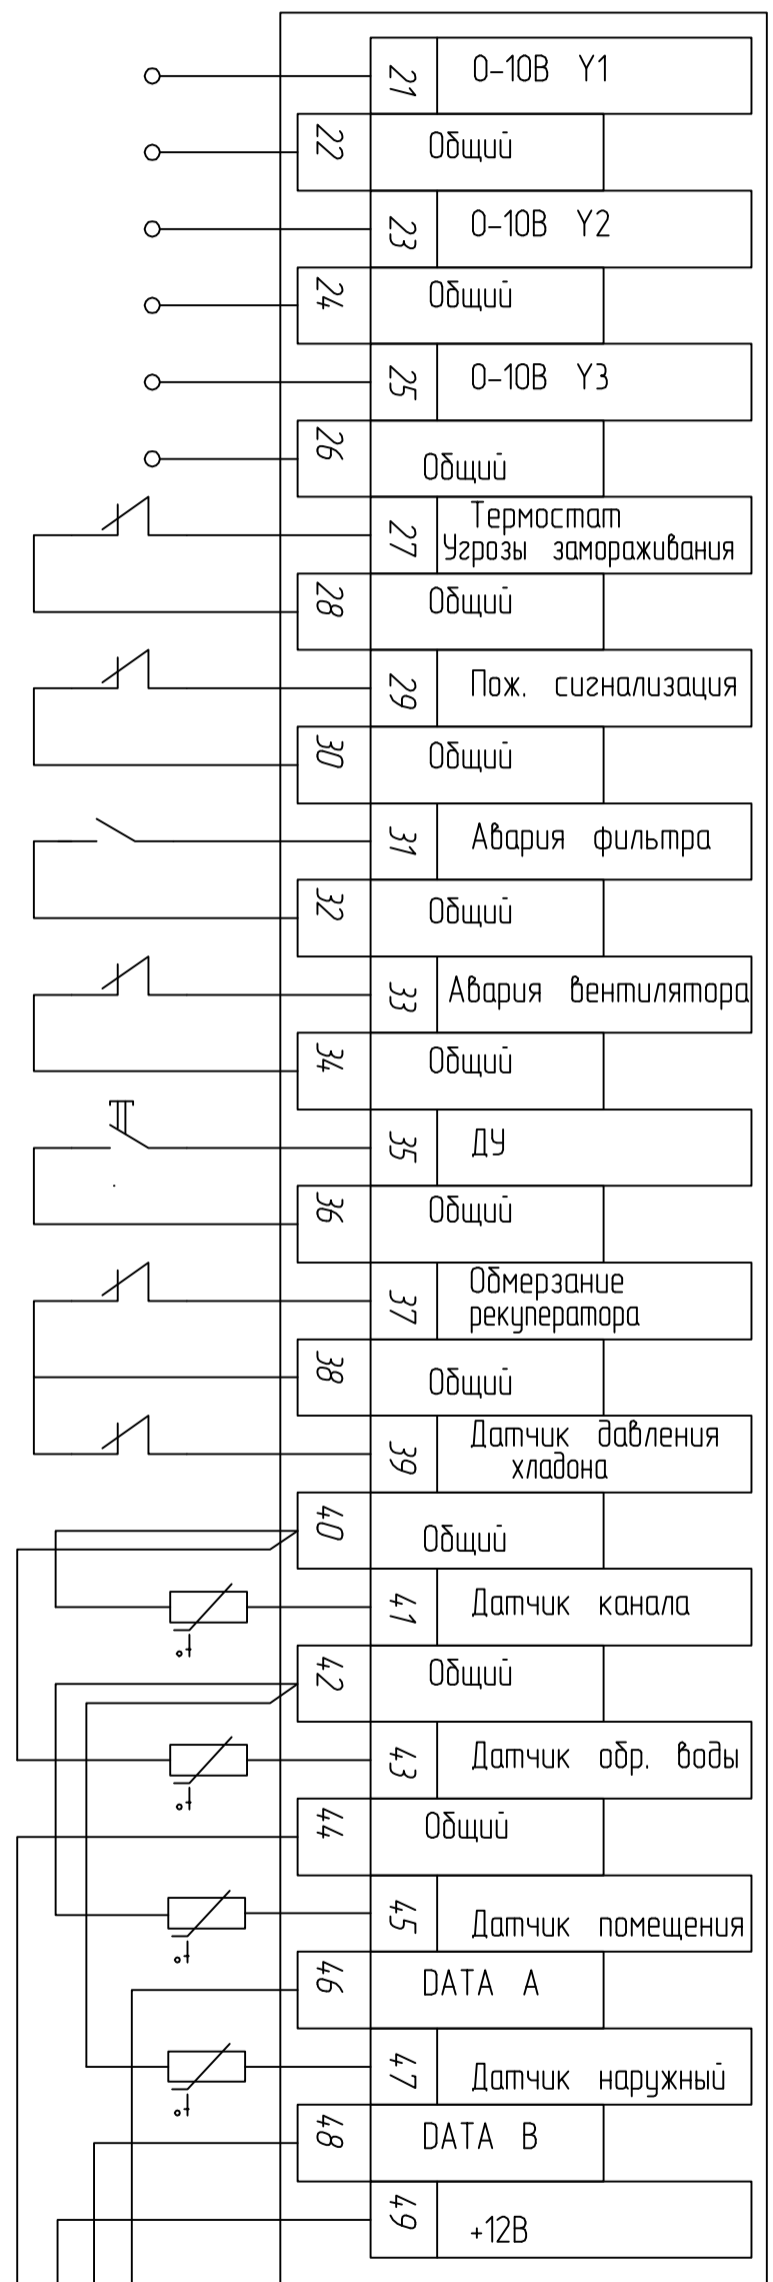 21 0-10В Y1
22 Общий
23 0-10В Y2
24 Общий
25 0-10В Y3
26 Общий
27 Термостат
Угрозы замораживания
28 Общий
29 Пож. сигнализация
30 Общий
31 Авария фильтра
32 Общий
33 Авария вентилятора
34 Общий
35 ДУ
36 Общий
37 Обмерзание
рекуператора
38 Общий
39 Датчик давления
хладона
40 Общий
41 Датчик канала
t°
42 Общий
43 Датчик обр. воды
t°
44 Общий
45 Датчик помещения
t°
46 DATA A
47 Датчик наружный
t°
48 DATA B
49 +12В